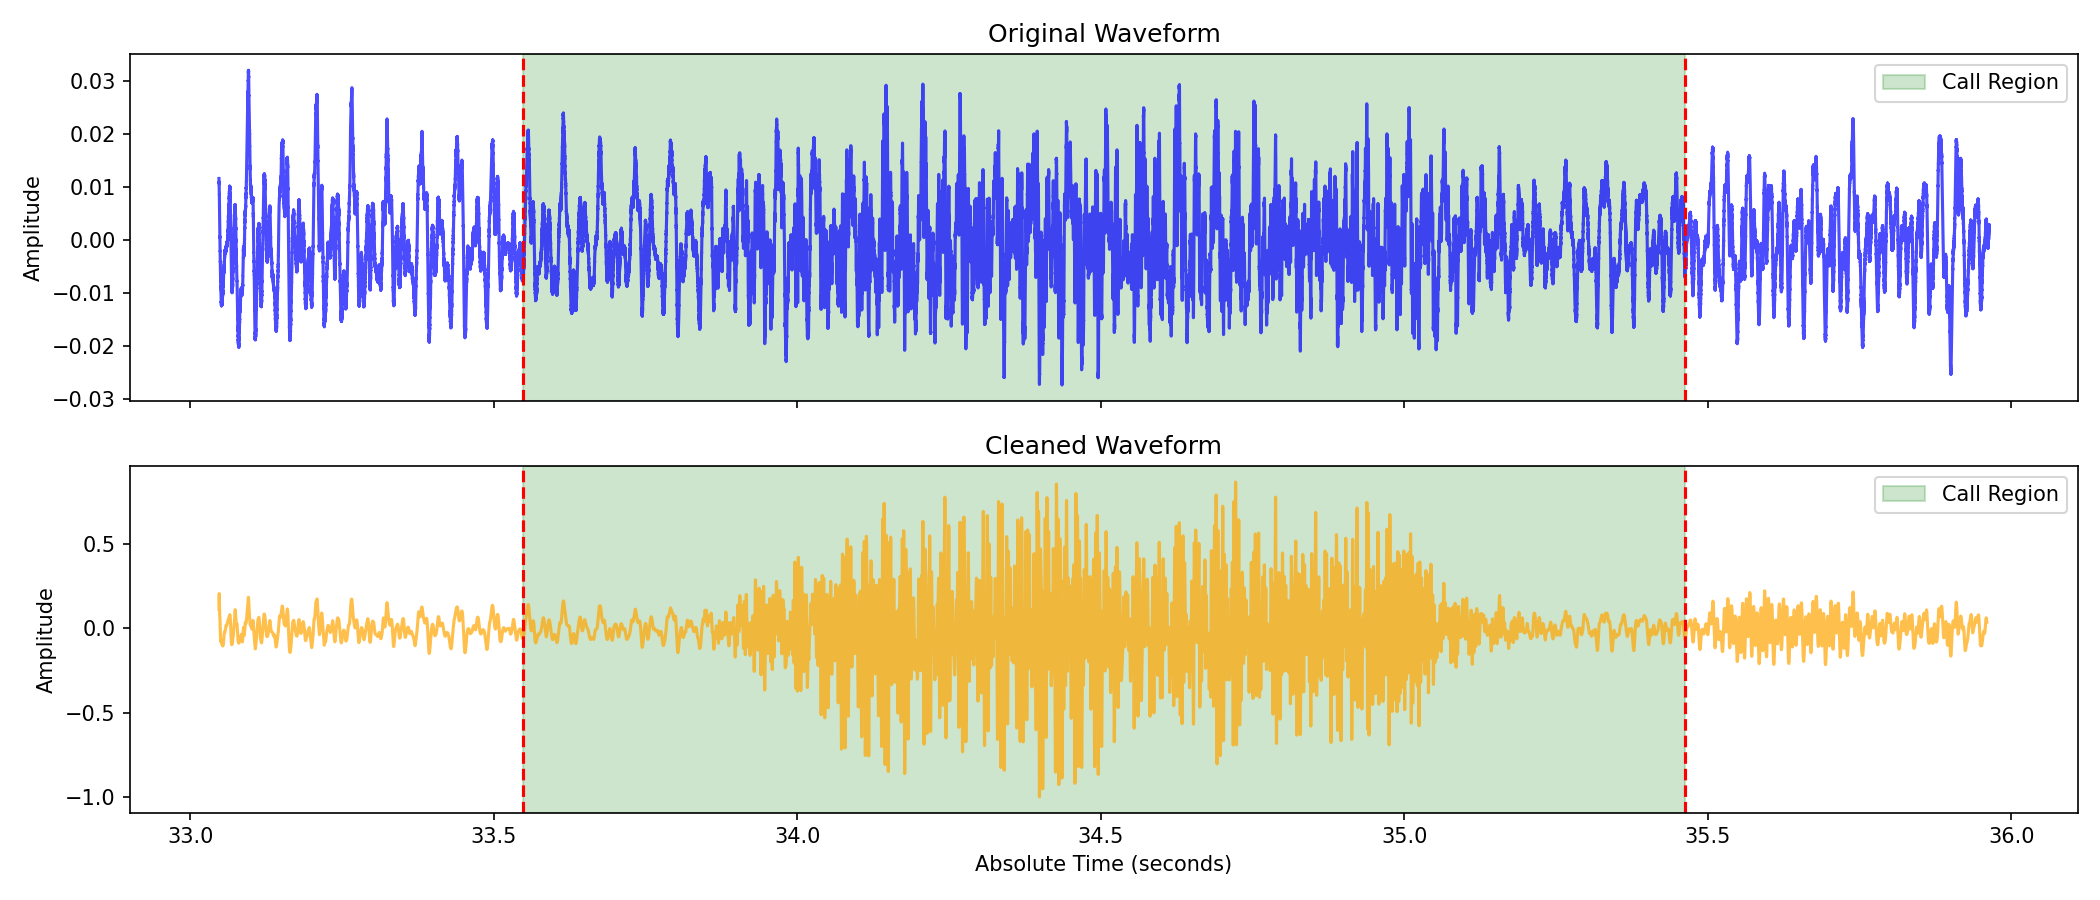 Original Waveform
Call Region
Amplitude
0.03
0.02
0.01
0.00
−0.01
−0.02
−0.03
Cleaned Waveform
Call Region
Amplitude
0.5
0.0
−0.5
−1.0
33.0 33.5 34.0 34.5 35.0 35.5 36.0
Absolute Time (seconds)